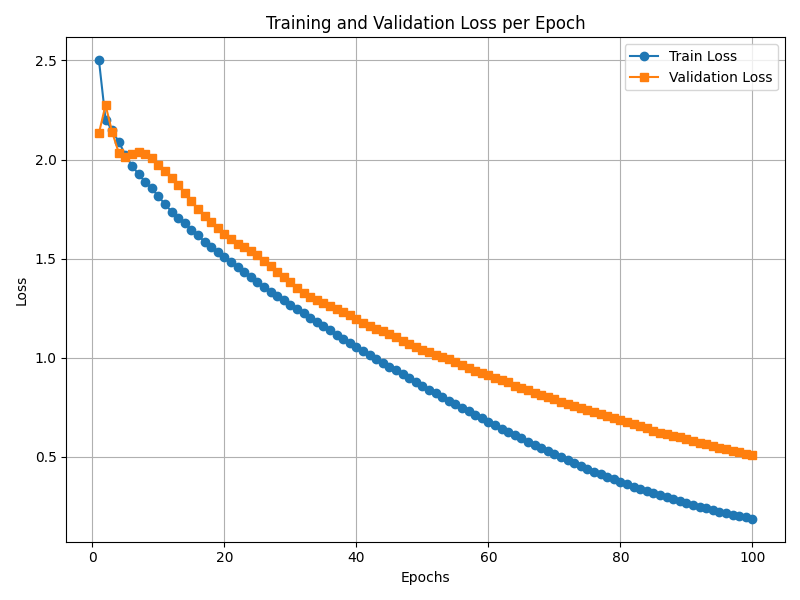 Training and Validation Loss per Epoch
Train Loss
Validation Loss
Loss
2.5
2.0
1.5
1.0
0.5
0 20 40 60 80 100
Epochs